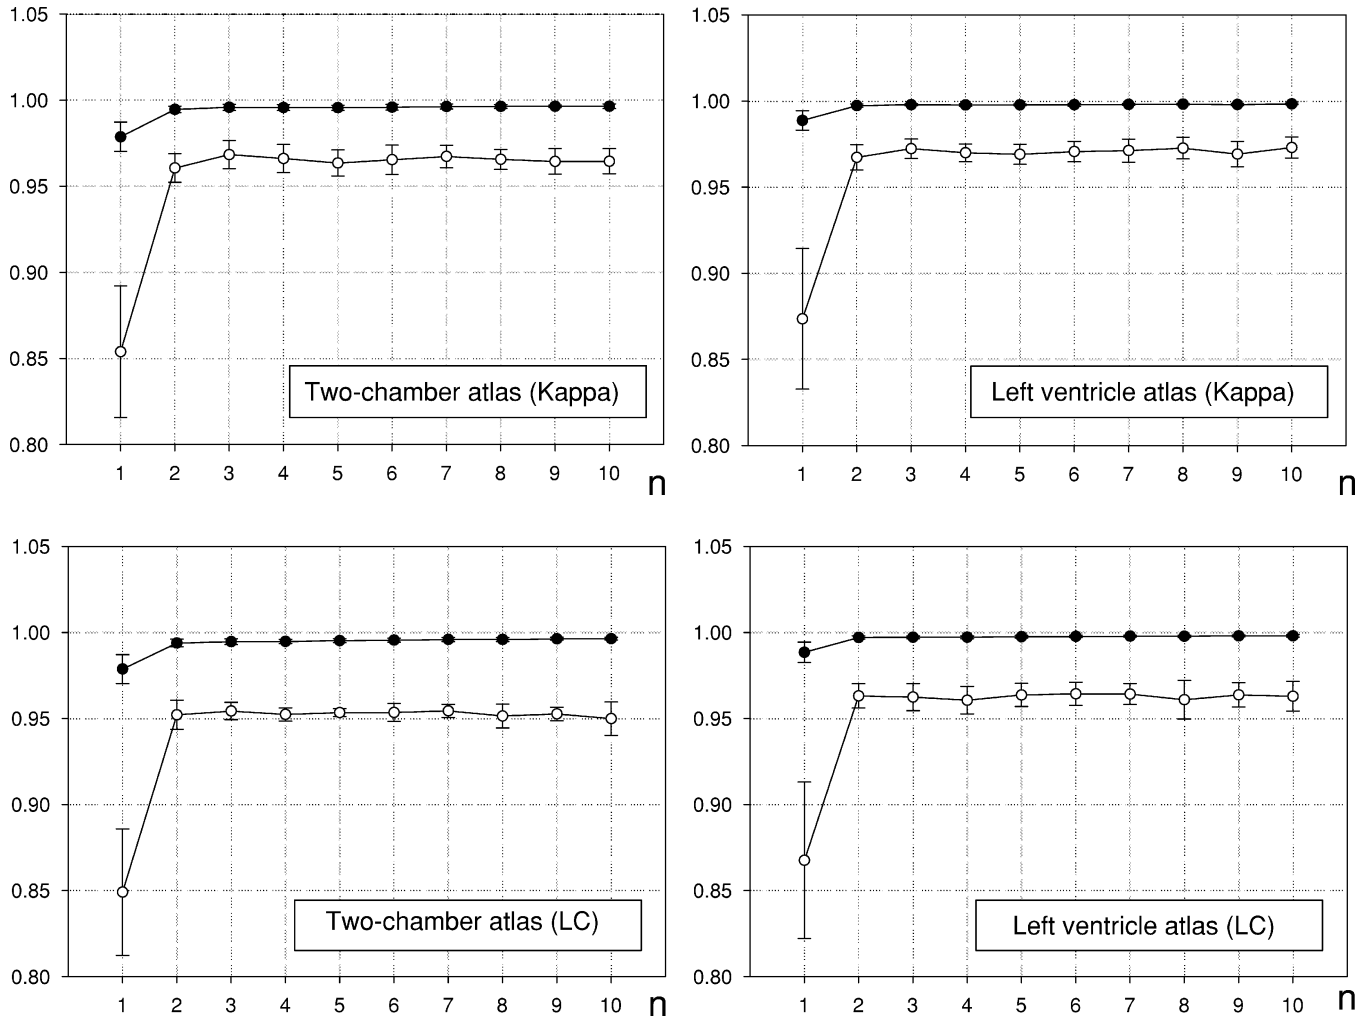 1.05
1.00
0.95
0.90
0.85
0.80
1 2 3 4 5 6 7 8 9 10
n
Two-chamber atlas (Kappa)
1.05
1.00
0.95
0.90
0.85
0.80
1 2 3 4 5 6 7 8 9 10
n
Left ventricle atlas (Kappa)
1.05
1.00
0.95
0.90
0.85
0.80
1 2 3 4 5 6 7 8 9 10
n
Two-chamber atlas (LC)
1.05
1.00
0.95
0.90
0.85
0.80
1 2 3 4 5 6 7 8 9 10
n
Left ventricle atlas (LC)